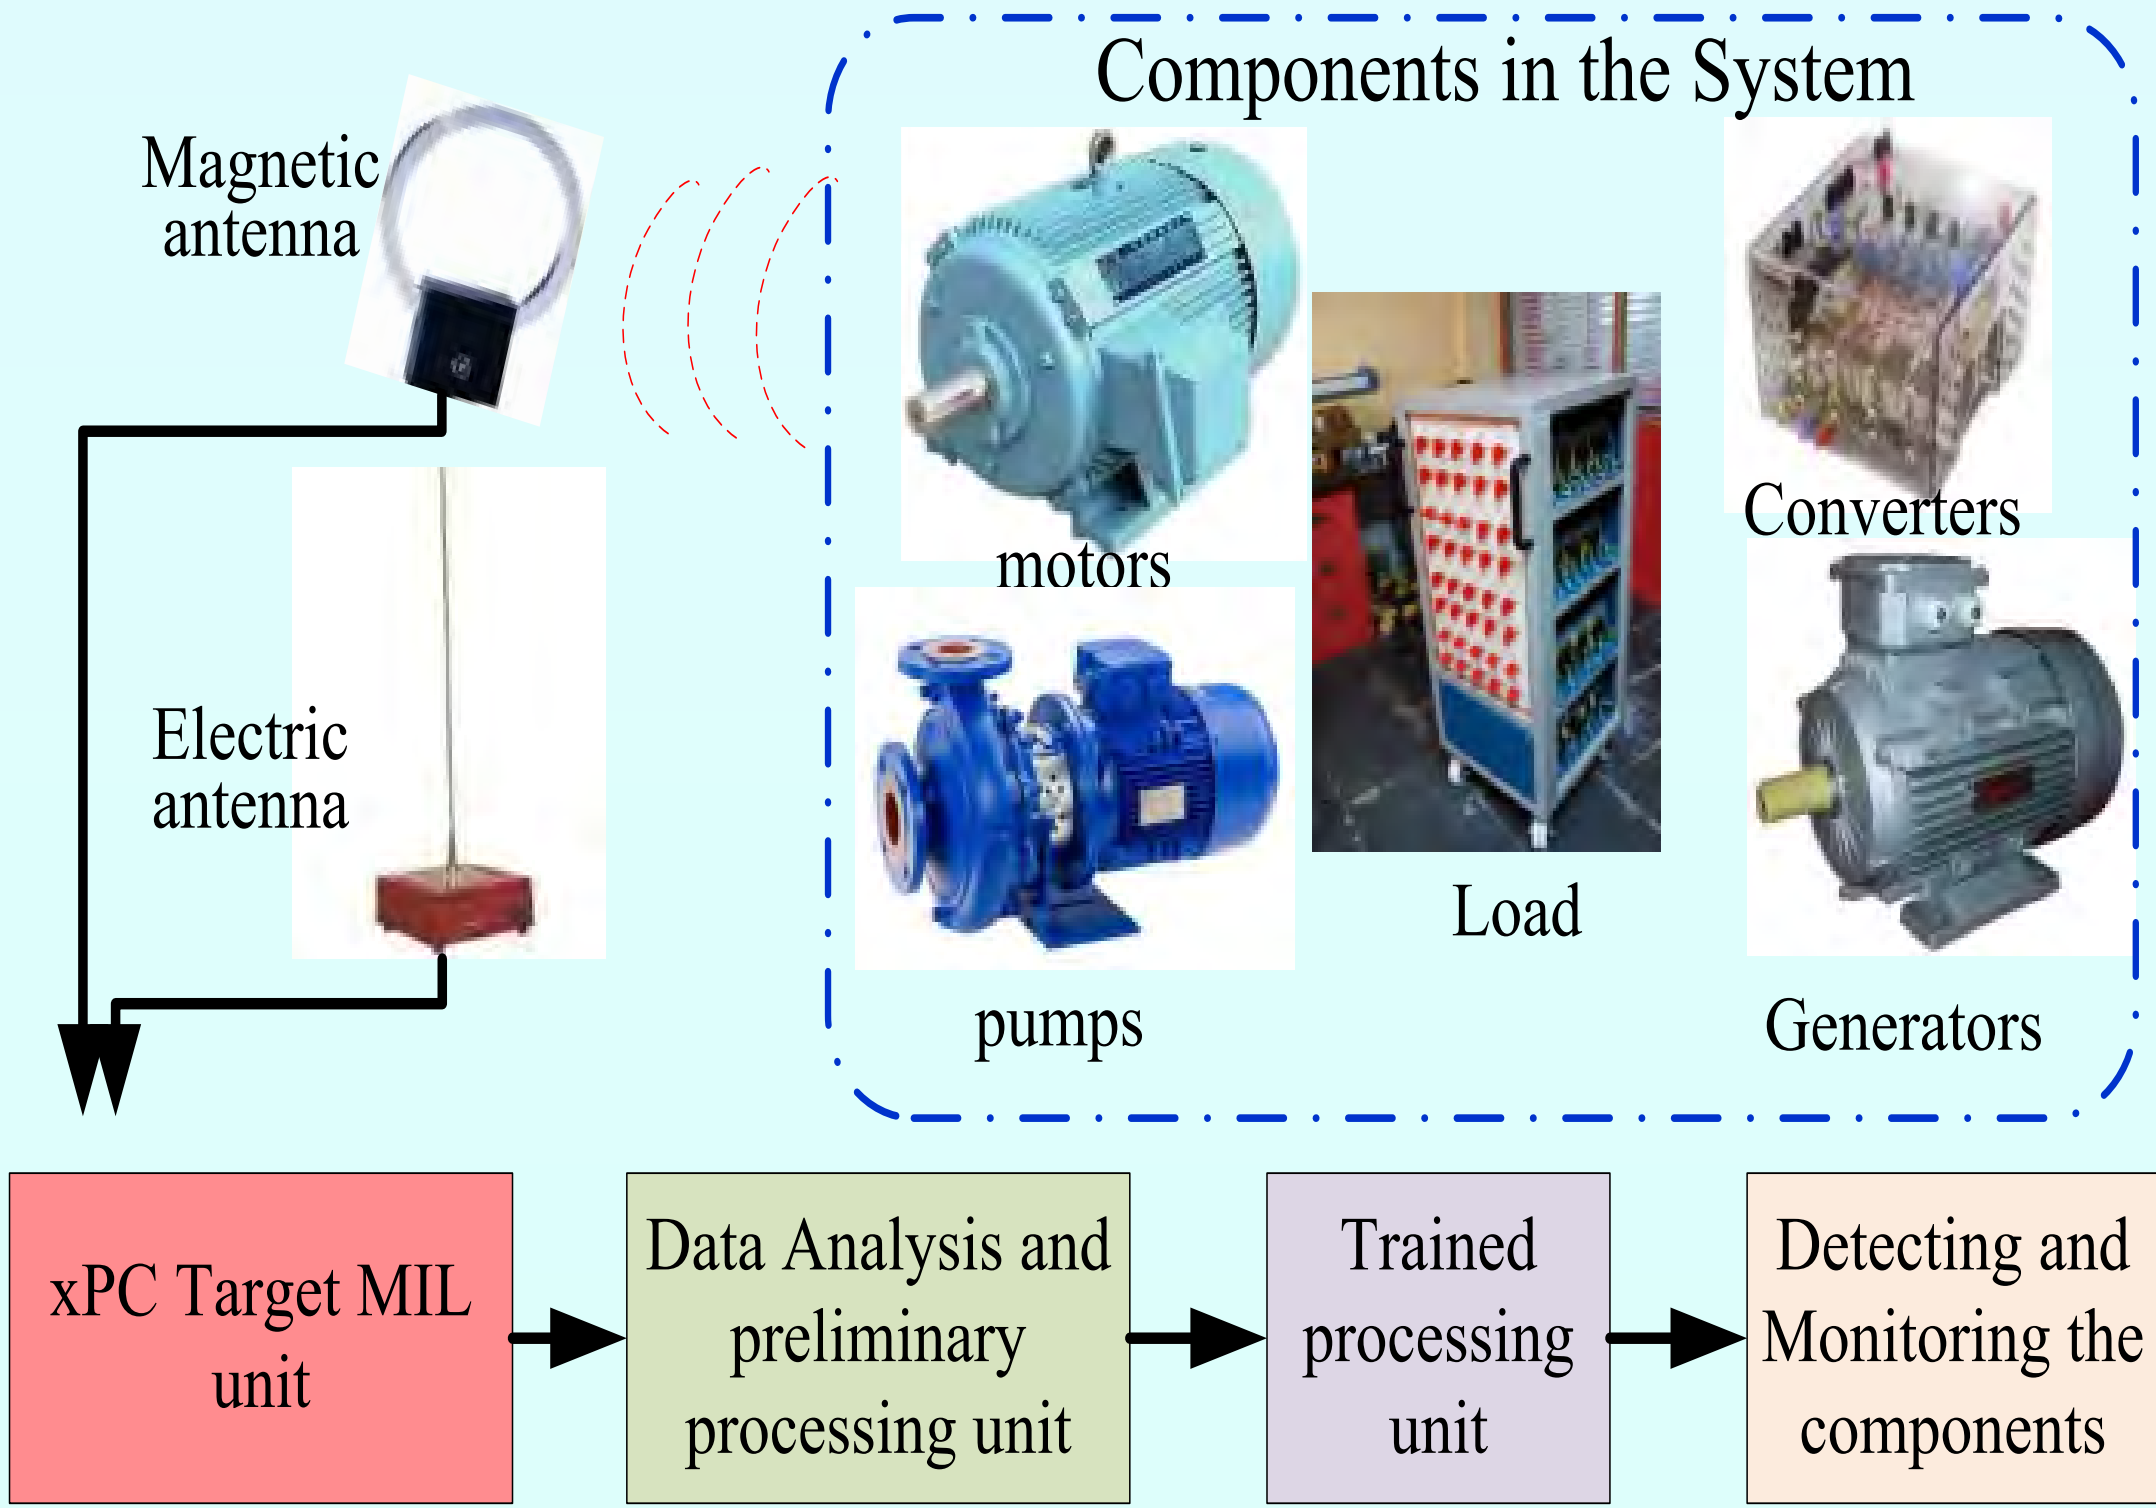 Components in the System
Magnetic
antenna
motors
Converters
Electric
antenna
Load
pumps
Generators
xPC Target MIL
unit
Data Analysis and
preliminary
processing unit
Trained
processing
unit
Detecting and
Monitoring the
components